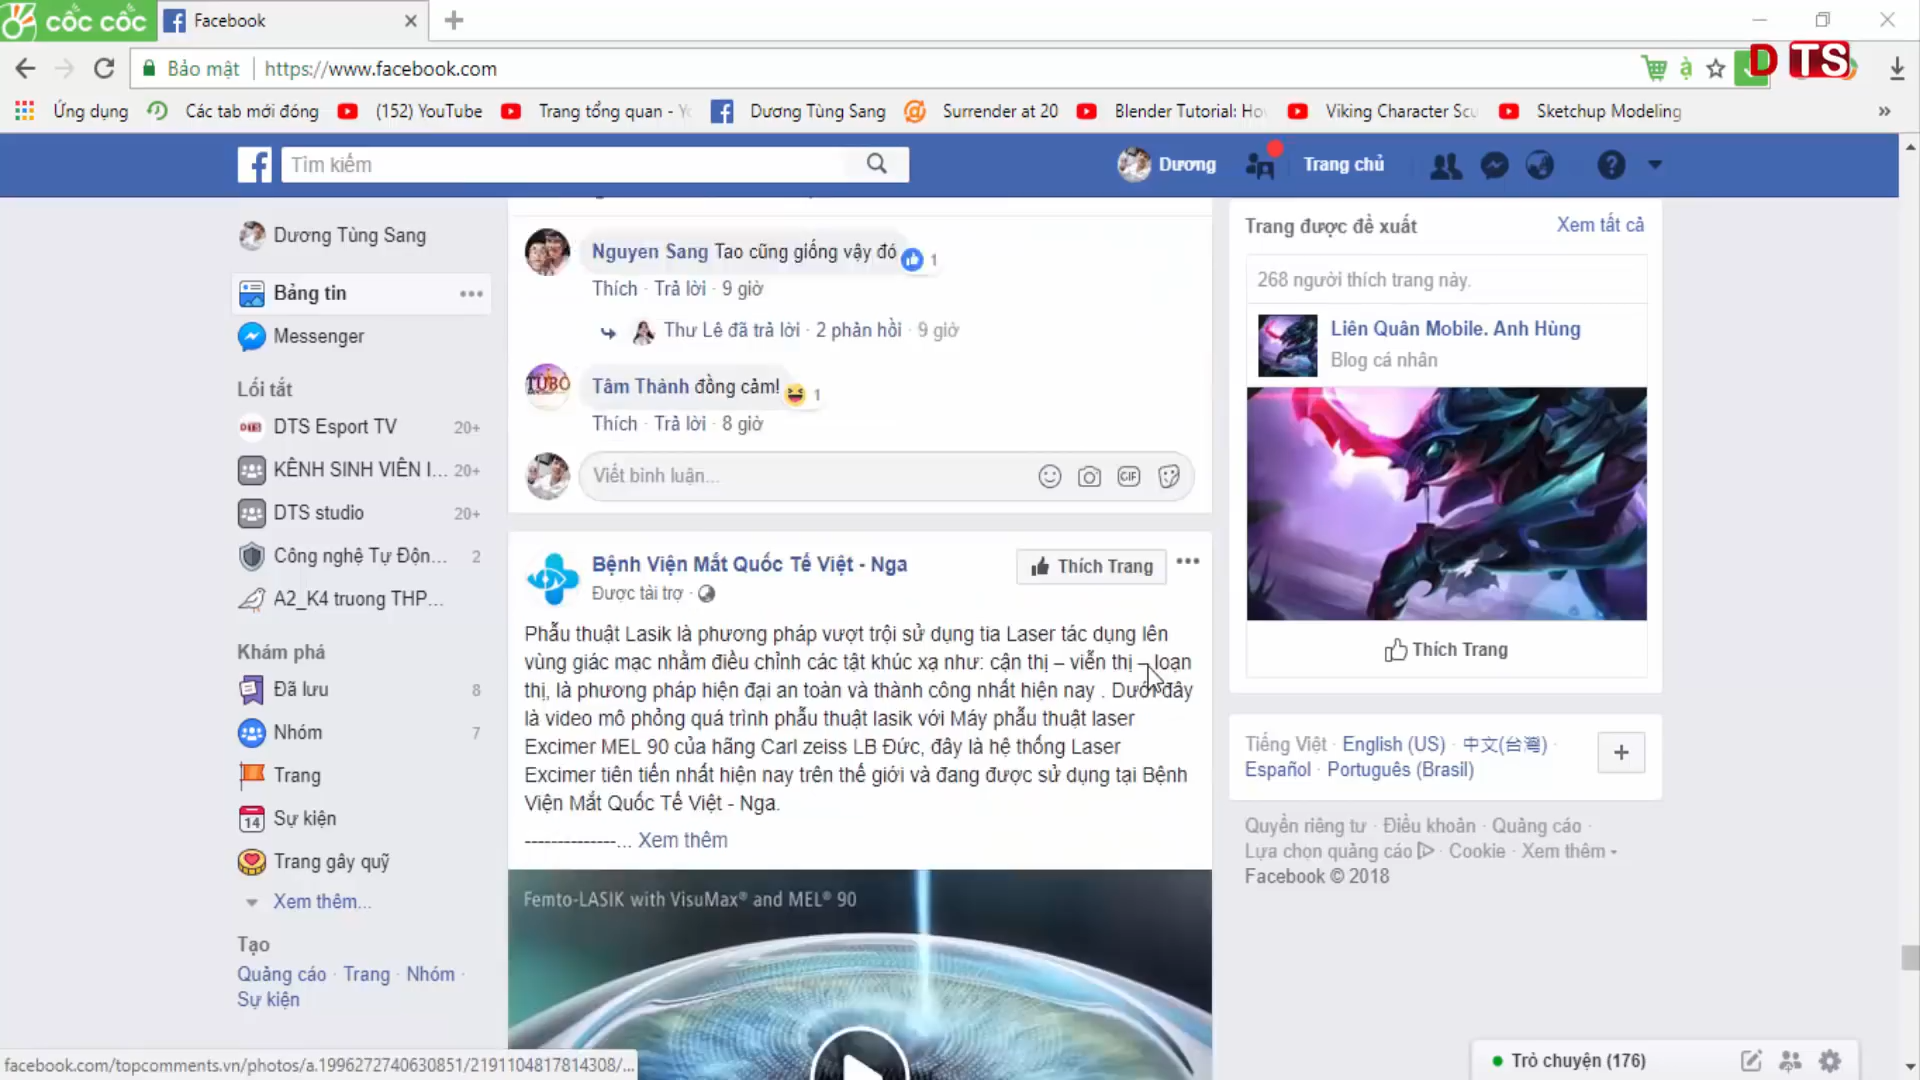 cốc cốc
Facebook
Bảo mật
https://www.facebook.com
D TS
Ứng dụng
Các tab mới đóng
(152) YouTube
Trang tổng quan - Yo
Dương Tùng Sang
Surrender at 20
Blender Tutorial: Ho
Viking Character Scu
Sketchup Modeling
Tìm kiếm
Dương
Trang chủ
Dương Tùng Sang
Bảng tin
Messenger
Lối tắt
DTS Esport TV 20+
KÊNH SINH VIÊN I... 20+
DTS studio 20+
Công nghệ Tự Độn... 2
A2_K4 truong THP...
Khám phá
Đã lưu 8
Nhóm 7
Trang
14 Sự kiện
Trang gây quỹ
Xem thêm...
Tạo
Quảng cáo · Trang · Nhóm ·
Sự kiện
Nguyen Sang Tao cũng giống vậy đó 1
Thích · Trả lời · 9 giờ
Thư Lê đã trả lời · 2 phản hồi · 9 giờ
TUBO
Tâm Thành đồng cảm! 1
Thích · Trả lời · 8 giờ
Viết bình luận...
GIF
Bệnh Viện Mắt Quốc Tế Việt - Nga
Được tài trợ ·
Thích Trang
Phẫu thuật Lasik là phương pháp vượt trội sử dụng tia Laser tác dụng lên
vùng giác mạc nhằm điều chỉnh các tật khúc xạ như: cận thị – viễn thị – loạn
thị, là phương pháp hiện đại an toàn và thành công nhất hiện nay . Dưới đây
là video mô phỏng quá trình phẫu thuật lasik với Máy phẫu thuật laser
Excimer MEL 90 của hãng Carl zeiss LB Đức, đây là hệ thống Laser
Excimer tiên tiến nhất hiện nay trên thế giới và đang được sử dụng tại Bệnh
Viện Mắt Quốc Tế Việt - Nga.
--------------... Xem thêm
Femto-LASIK with VisuMax® and MEL® 90
Trang được đề xuất
Xem tất cả
268 người thích trang này.
Liên Quân Mobile. Anh Hùng
Blog cá nhân
Thích Trang
Tiếng Việt · English (US) · 中文(台灣) ·
Español · Português (Brasil)
Quyền riêng tư · Điều khoản · Quảng cáo ·
Lựa chọn quảng cáo · Cookie · Xem thêm
Facebook © 2018
facebook.com/topcomments.vn/photos/a.1996272740630851/2191104817814308/...
Trò chuyện (176)